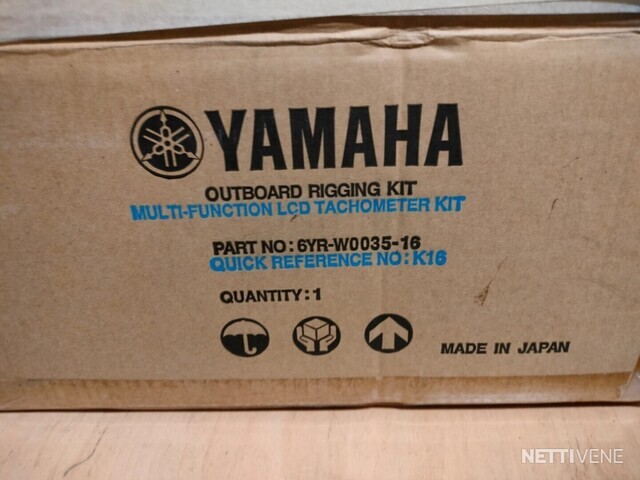 YAMAHA
OUTBOARD RIGGING KIT
MULTI-FUNCTION LCD TACHOMETER KIT
PART NO: 6YR-W0035-16
QUICK REFERENCE NO: K16
QUANTITY: 1
MADE IN JAPAN
NETTIVENE